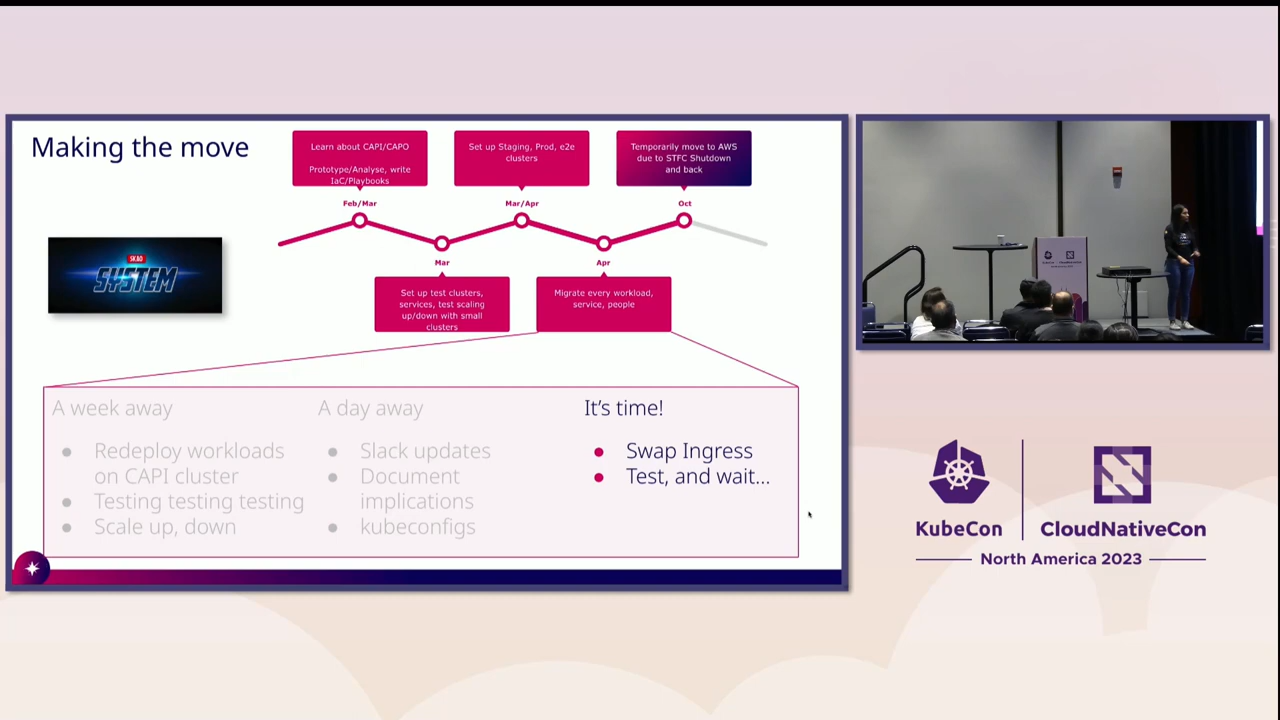 Making the move
Learn about CAPI/CAPO
Prototype/Analyse, write
IaC/Playbooks
Set up Staging, Prod, e2e
clusters
Temporarily move to AWS
due to STFC Shutdown
and back
Feb/Mar
Mar/Apr
Oct
Mar
Apr
Set up test clusters,
services, test scaling
up/down with small
clusters
Migrate every workload,
service, people
SKAO
SYSTEM
A week away
● Redeploy workloads
on CAPI cluster
● Testing testing testing
● Scale up, down
A day away
● Slack updates
● Document
implications
● kubeconfigs
It's time!
● Swap Ingress
● Test, and wait...
KubeCon
CloudNativeCon
North America 2023